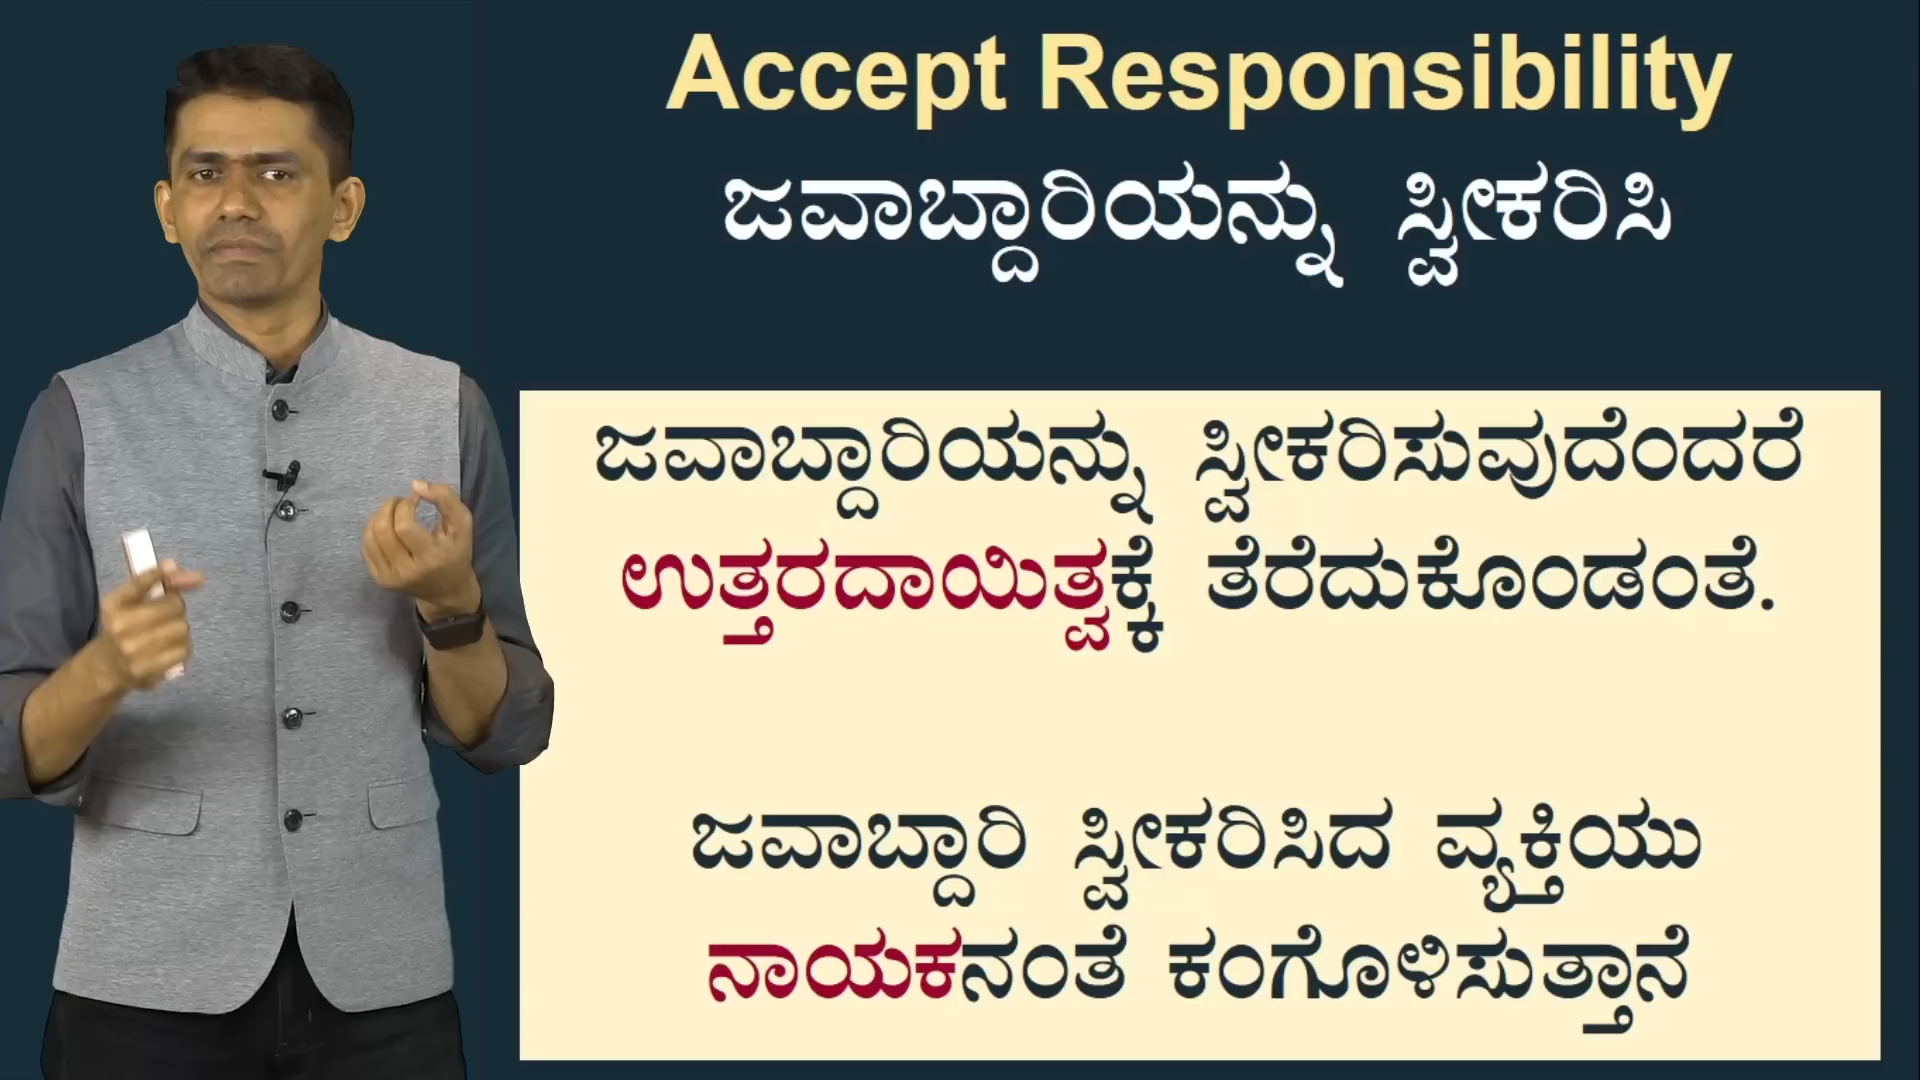 Accept Responsibility
ಜವಾಬ್ದಾರಿಯನ್ನು ಸ್ವೀಕರಿಸಿ
ಜವಾಬ್ದಾರಿಯನ್ನು ಸ್ವೀಕರಿಸುವುದೆಂದರೆ
ಉತ್ತರದಾಯಿತ್ವಕ್ಕೆ ತೆರೆದುಕೊಂಡಂತೆ.
ಜವಾಬ್ದಾರಿ ಸ್ವೀಕರಿಸಿದ ವ್ಯಕ್ತಿಯು
ನಾಯಕನಂತೆ ಕಂಗೊಳಿಸುತ್ತಾನೆ